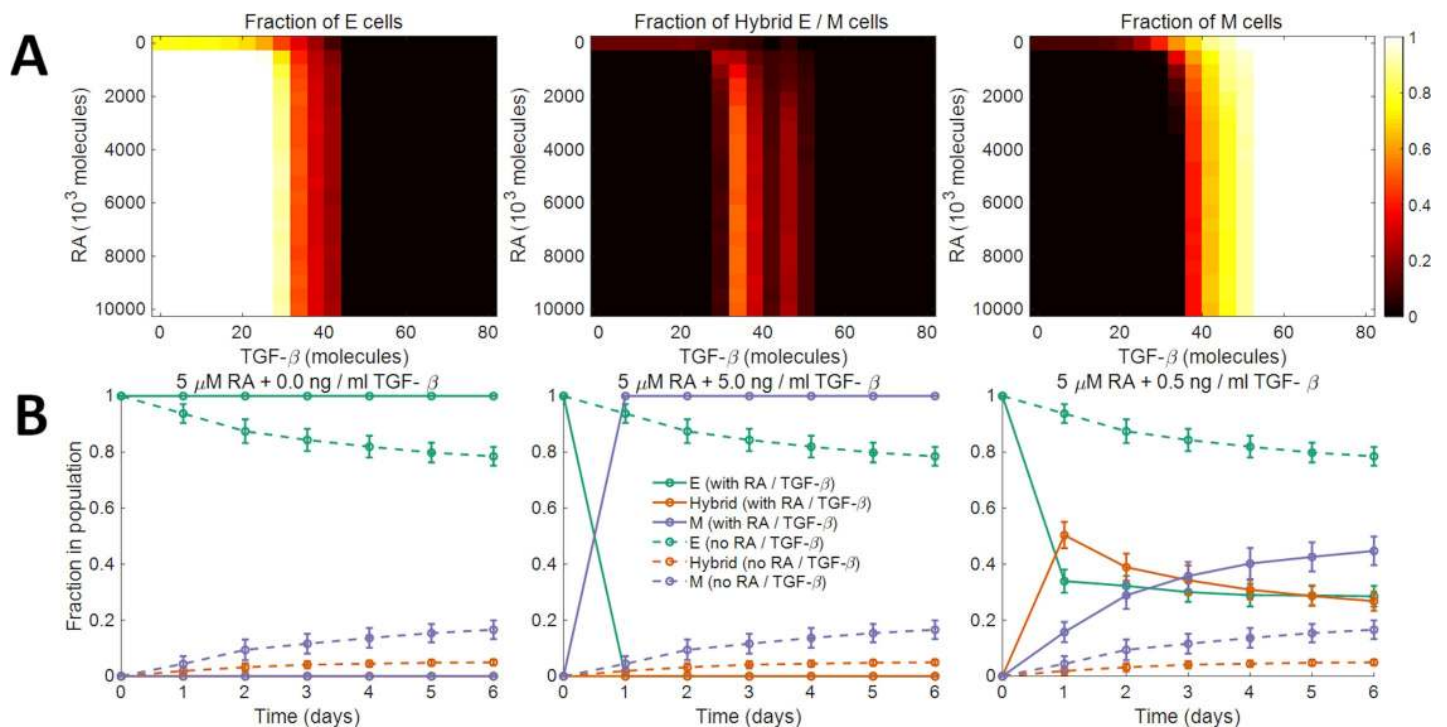 A
Fraction of E cells
Fraction of Hybrid E / M cells
Fraction of M cells
RA (10³ molecules)
0
2000
4000
6000
8000
10000
0 20 40 60 80
TGF-β (molecules)
0
2000
4000
6000
8000
10000
0 20 40 60 80
TGF-β (molecules)
RA (10³ molecules)
0
2000
4000
6000
8000
10000
0 20 40 60 80
TGF-β (molecules)
1
0.8
0.6
0.4
0.2
0
B
5 μM RA + 0.0 ng / ml TGF- β
5 μM RA + 5.0 ng / ml TGF- β
5 μM RA + 0.5 ng / ml TGF- β
Fraction in population
1
0.8
0.6
0.4
0.2
0
0 1 2 3 4 5 6
Time (days)
1
0.8
0.6
0.4
0.2
0
E (with RA / TGF-β)
Hybrid (with RA / TGF-β)
M (with RA / TGF-β)
E (no RA / TGF-β)
Hybrid (no RA / TGF-β)
M (no RA / TGF-β)
0 1 2 3 4 5 6
Time (days)
1
0.8
0.6
0.4
0.2
0
0 1 2 3 4 5 6
Time (days)